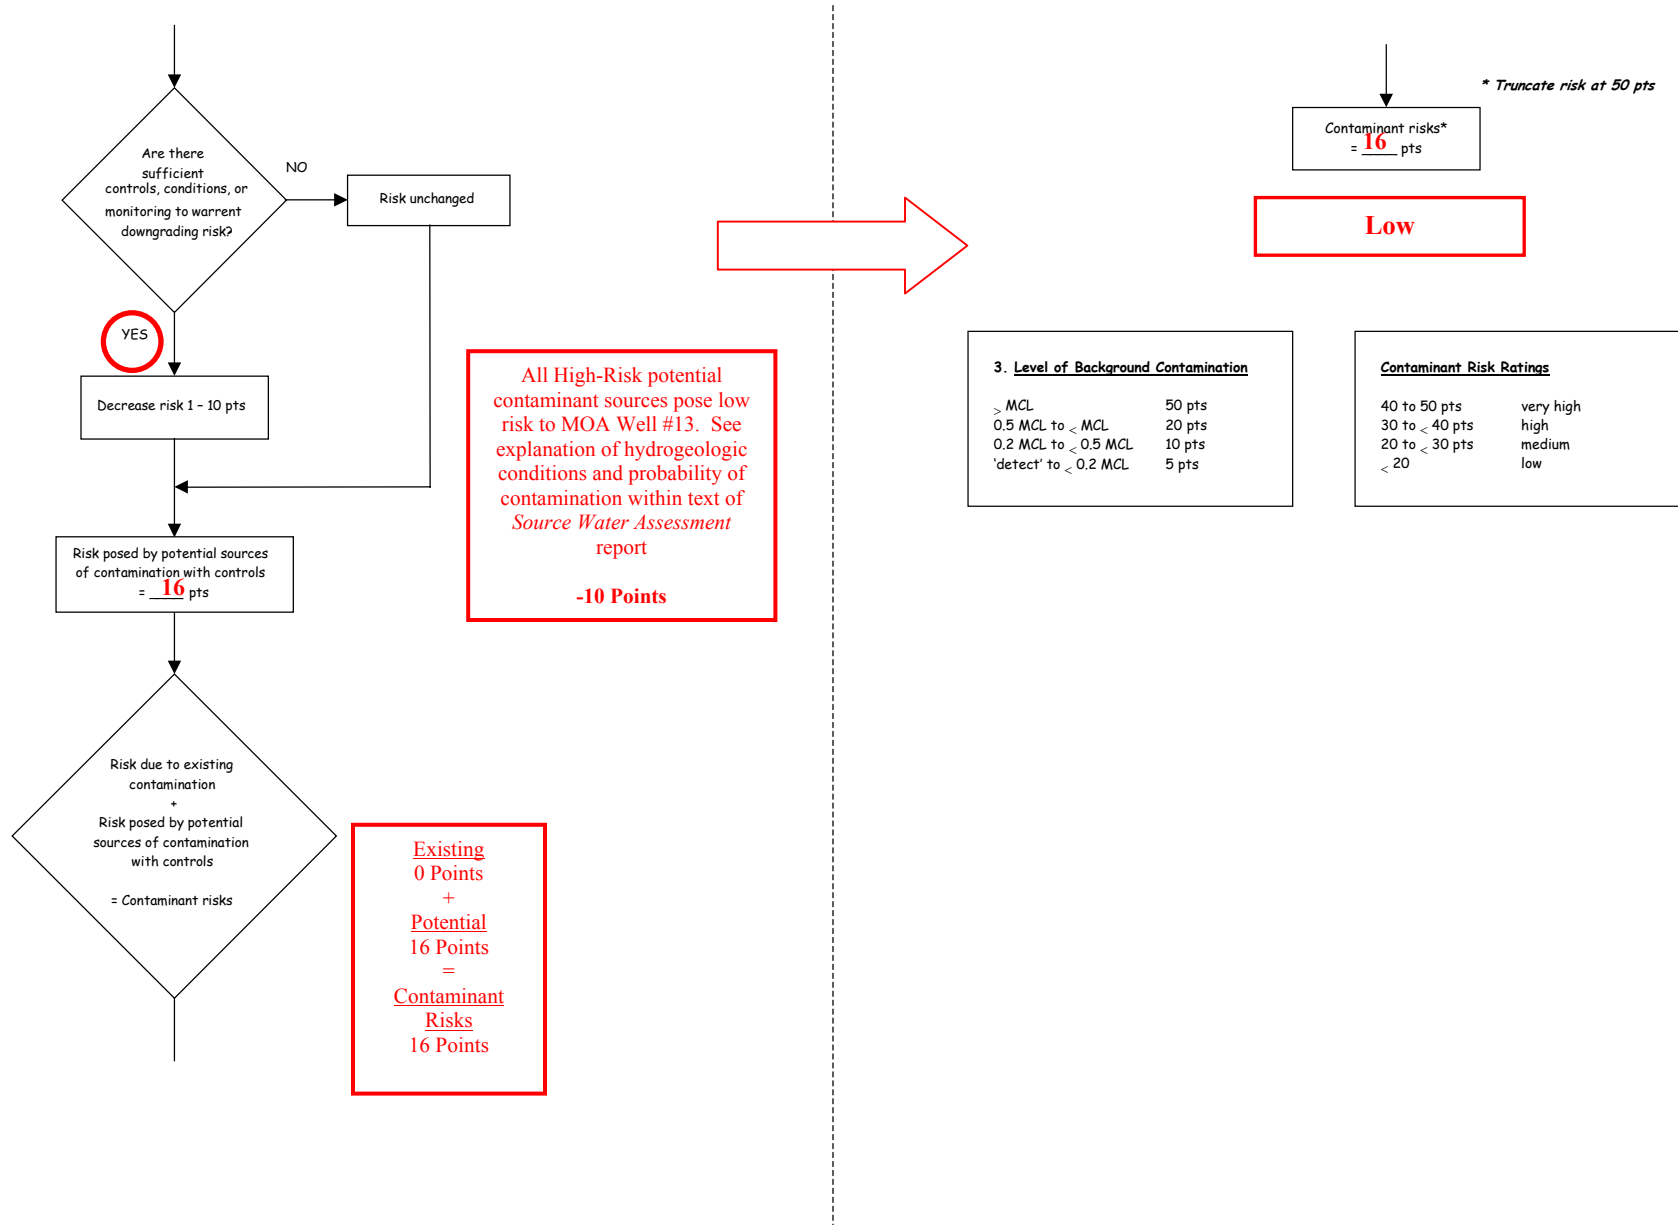 Are there
sufficient
controls, conditions, or
monitoring to warrent
downgrading risk?
NO
Risk unchanged
YES
Decrease risk 1 – 10 pts
Risk posed by potential sources
of contamination with controls
= 16 pts
Risk due to existing
contamination
+
Risk posed by potential
sources of contamination
with controls
= Contaminant risks
All High-Risk potential
contaminant sources pose low
risk to MOA Well #13. See
explanation of hydrogeologic
conditions and probability of
contamination within text of
Source Water Assessment
report
-10 Points
Existing
0 Points
+
Potential
16 Points
=
Contaminant
Risks
16 Points
* Truncate risk at 50 pts
Contaminant risks*
= 16 pts
Low
3. Level of Background Contamination
> MCL 50 pts
0.5 MCL to < MCL 20 pts
0.2 MCL to < 0.5 MCL 10 pts
'detect' to < 0.2 MCL 5 pts
Contaminant Risk Ratings
40 to 50 pts very high
30 to < 40 pts high
20 to < 30 pts medium
< 20 low